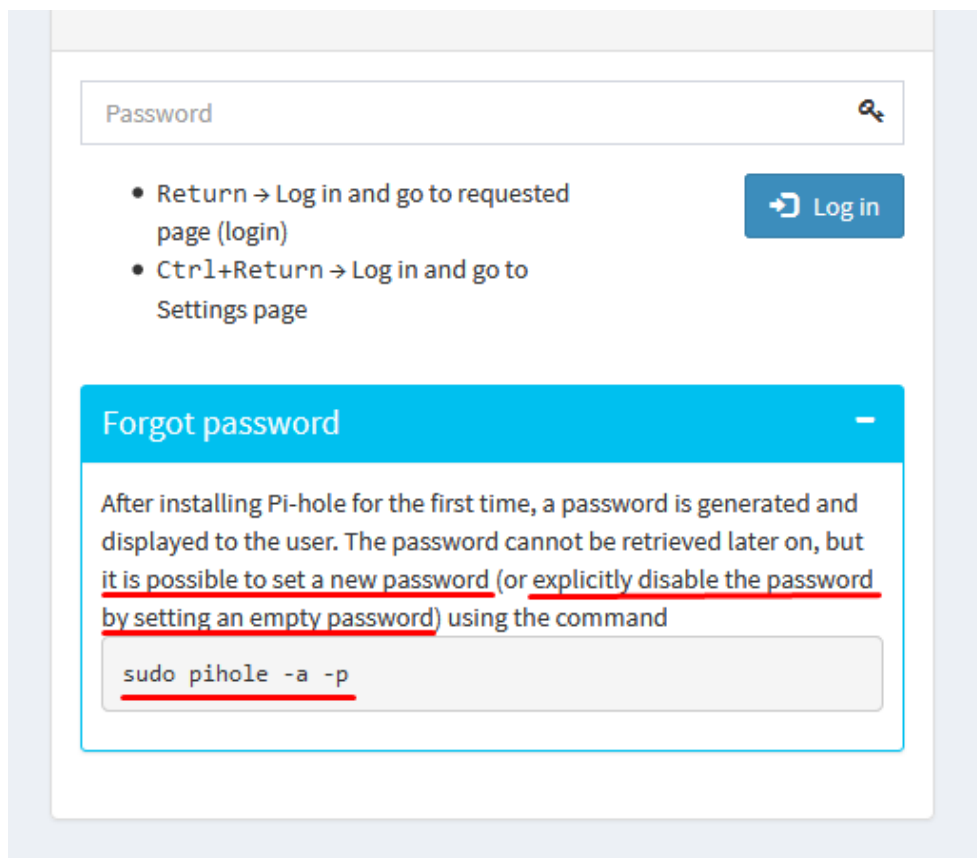 Password
• Return → Log in and go to requested
page (login)
Log in
• Ctrl+Return → Log in and go to
Settings page
Forgot password
After installing Pi-hole for the first time, a password is generated and
displayed to the user. The password cannot be retrieved later on, but
it is possible to set a new password (or explicitly disable the password
by setting an empty password) using the command
sudo pihole -a -p